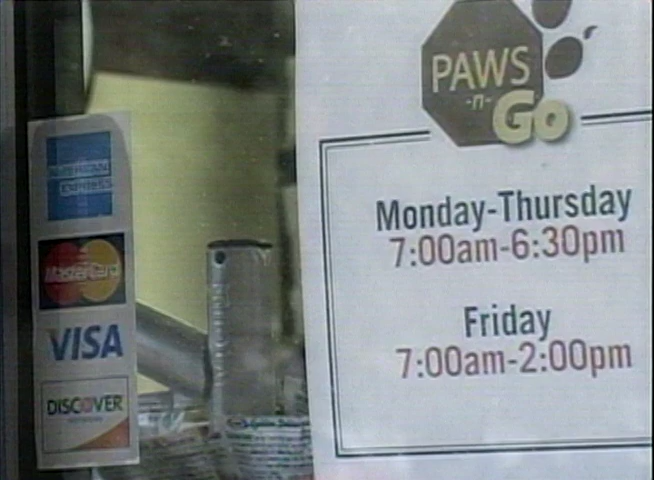 PAWS
-n-
Go
AMERICAN
EXPRESS
MasterCard
VISA
DISCOVER
Monday-Thursday
7:00am-6:30pm
Friday
7:00am-2:00pm